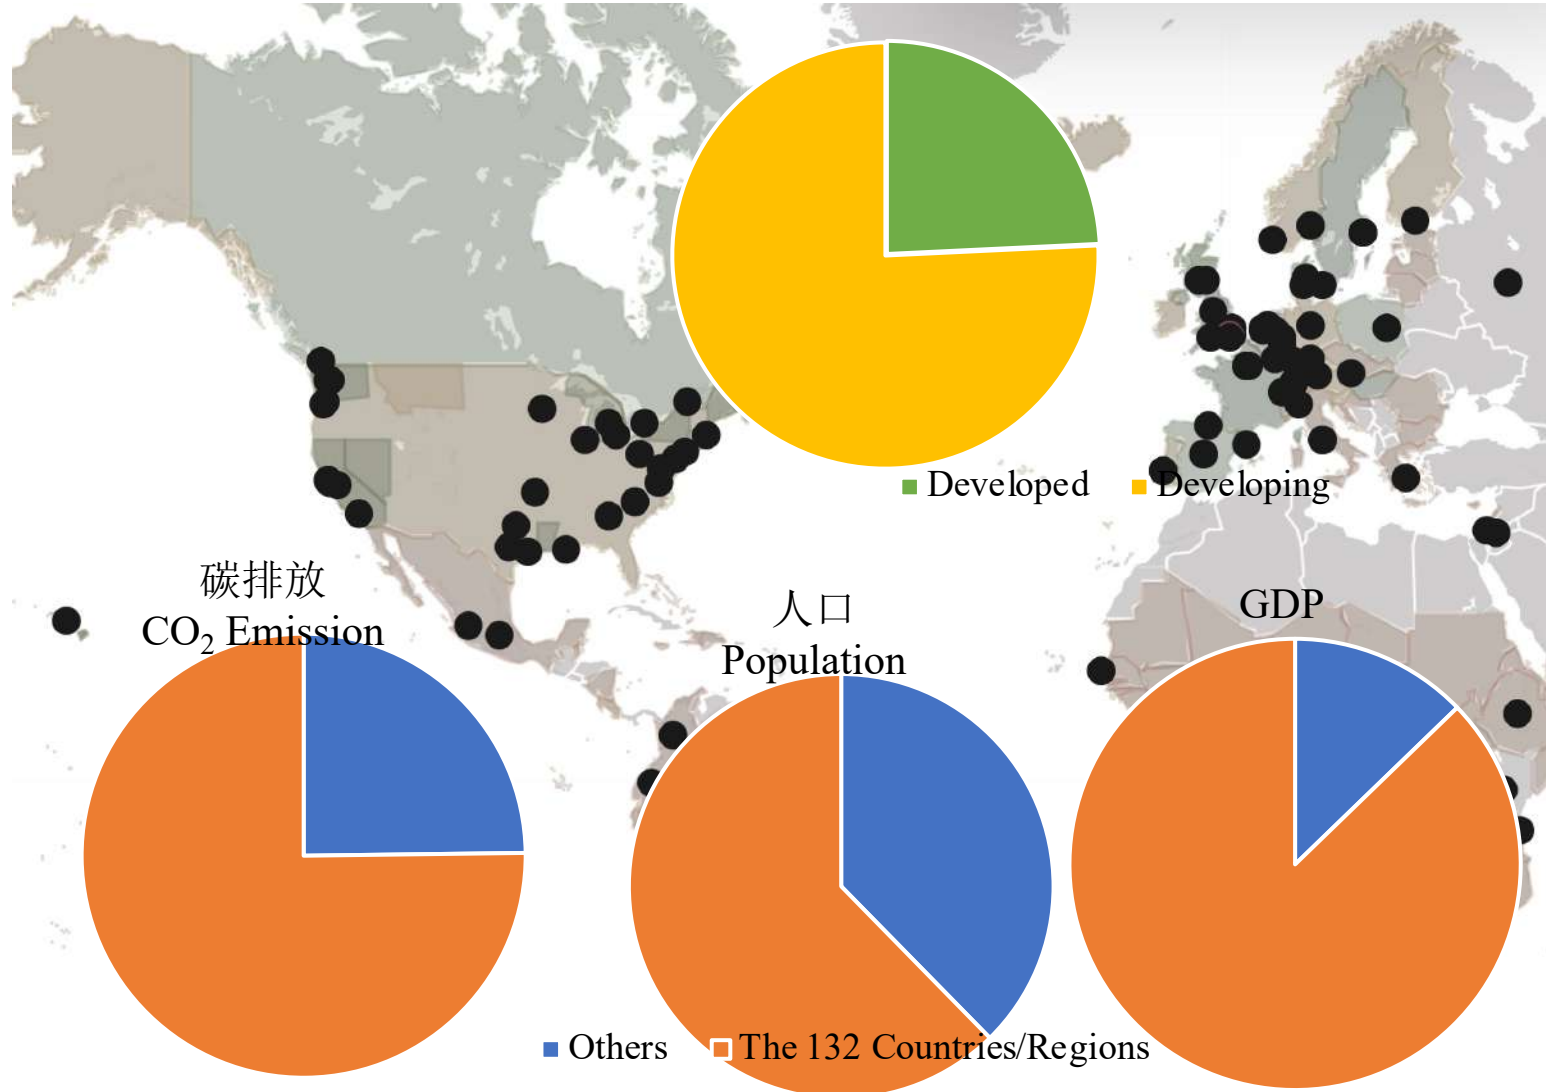 Developed
Developing
碳排放
CO₂ Emission
人口
Population
GDP
Others
The 132 Countries/Regions